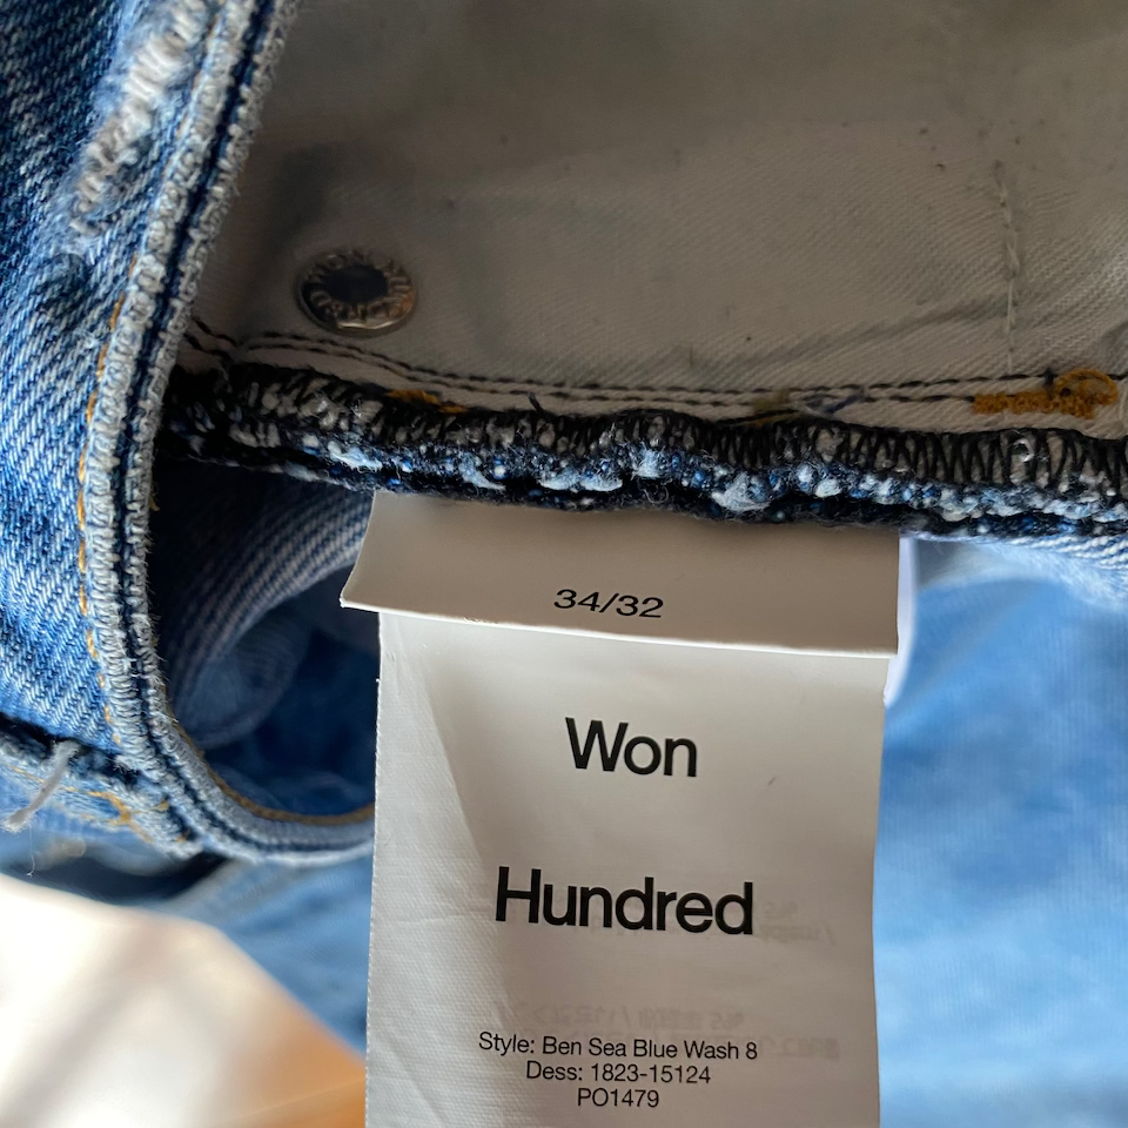 34/32
Won
Hundred
Style: Ben Sea Blue Wash 8
Dess: 1823-15124
PO1479